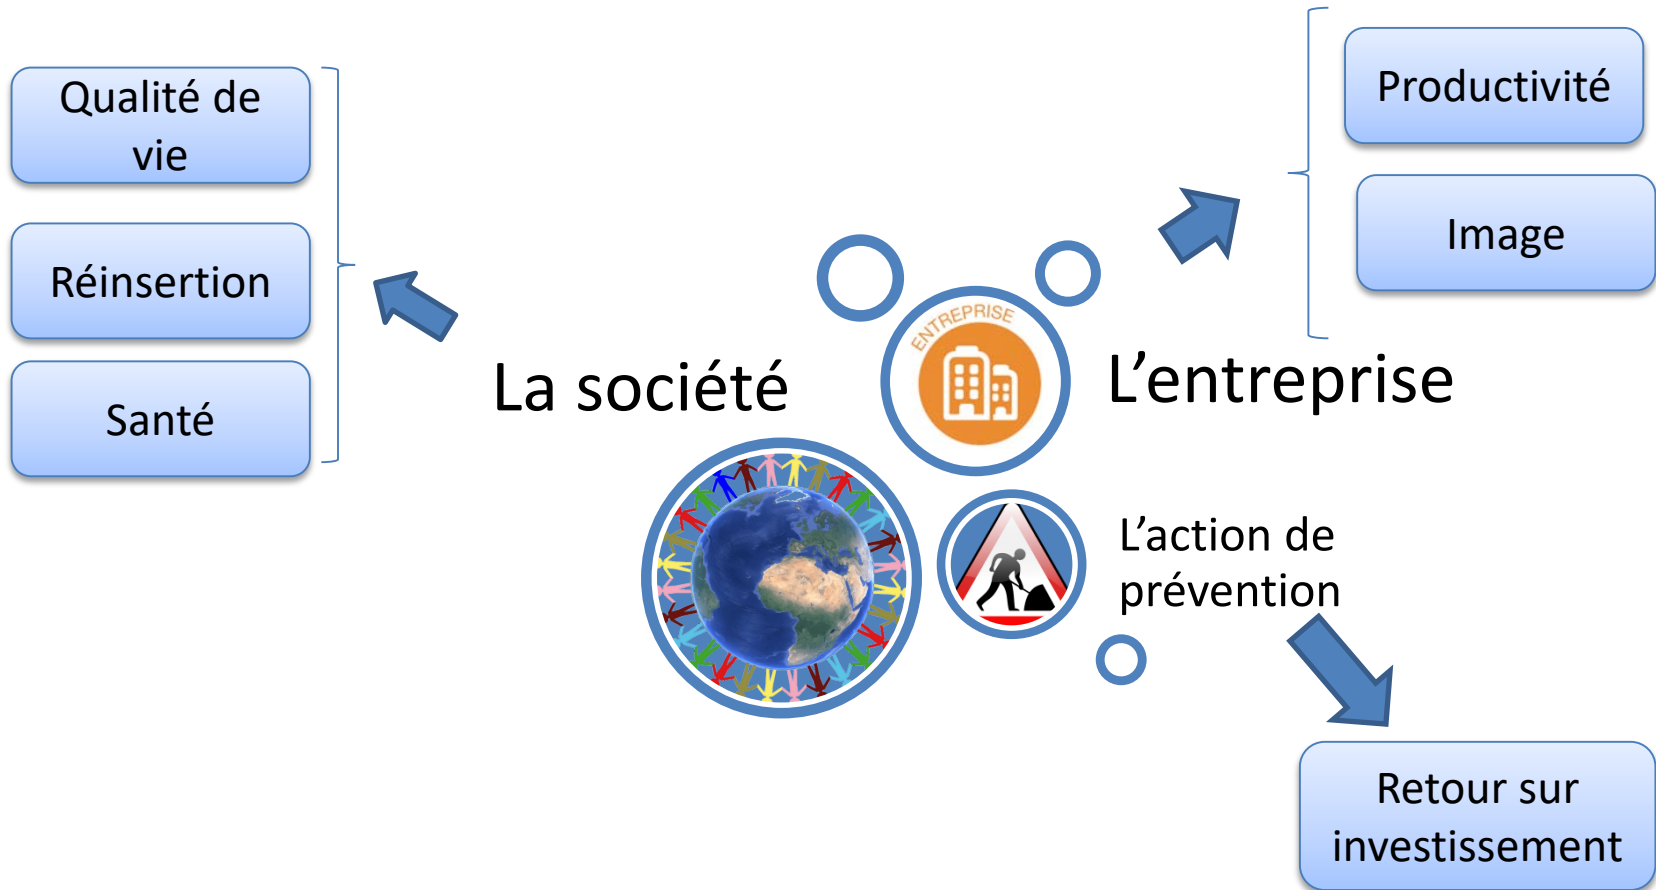 Qualité de
vie
Réinsertion
Santé
La société
ENTREPRISE
L’entreprise
Productivité
Image
L’action de
prévention
Retour sur
investissement